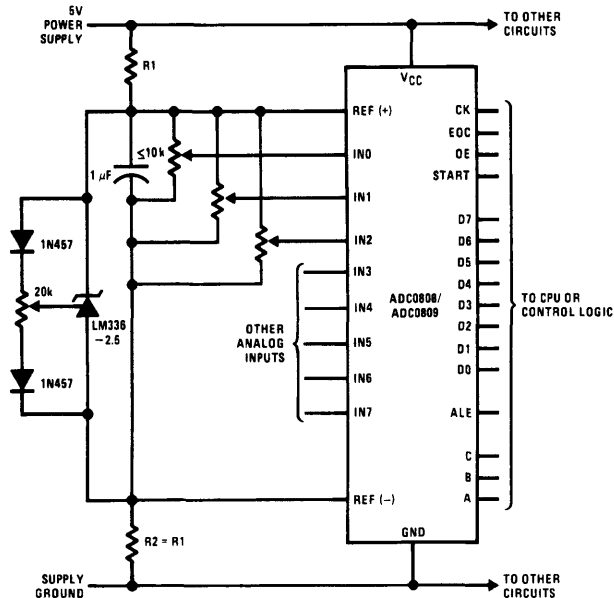 5V
POWER
SUPPLY
TO OTHER
CIRCUITS
R1
VCC
REF (+)
CK
EOC
≤10k
IN0
OE
1 µF
START
IN1
D7
1N457
IN2
D6
IN3
D5
20k
D4
LM336
-2.5
OTHER
ANALOG
INPUTS
IN4
ADC0808/
ADC0809
D3
TO CPU OR
CONTROL LOGIC
IN5
D2
D1
1N457
IN6
D0
IN7
ALE
C
B
REF (−)
A
R2 = R1
GND
SUPPLY
GROUND
TO OTHER
CIRCUITS